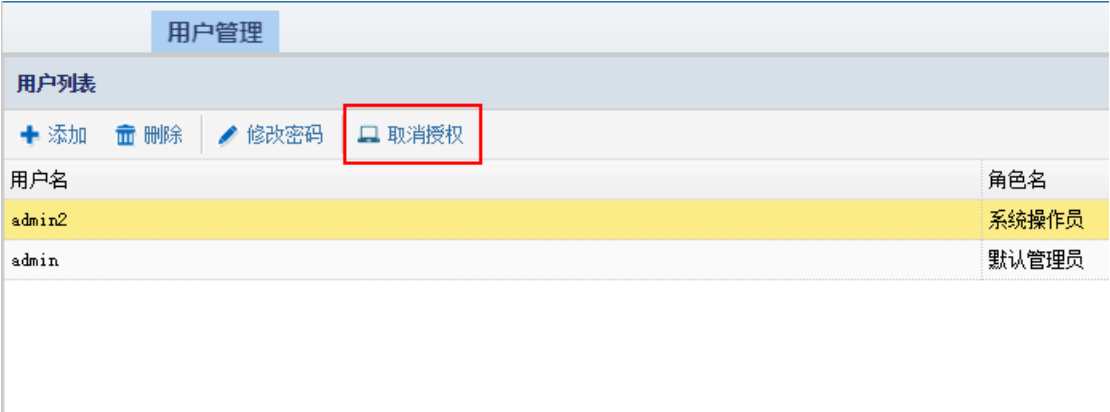 用户管理
用户列表
添加 删除 修改密码 取消授权
用户名 角色名
admin2 系统操作员
admin 默认管理员